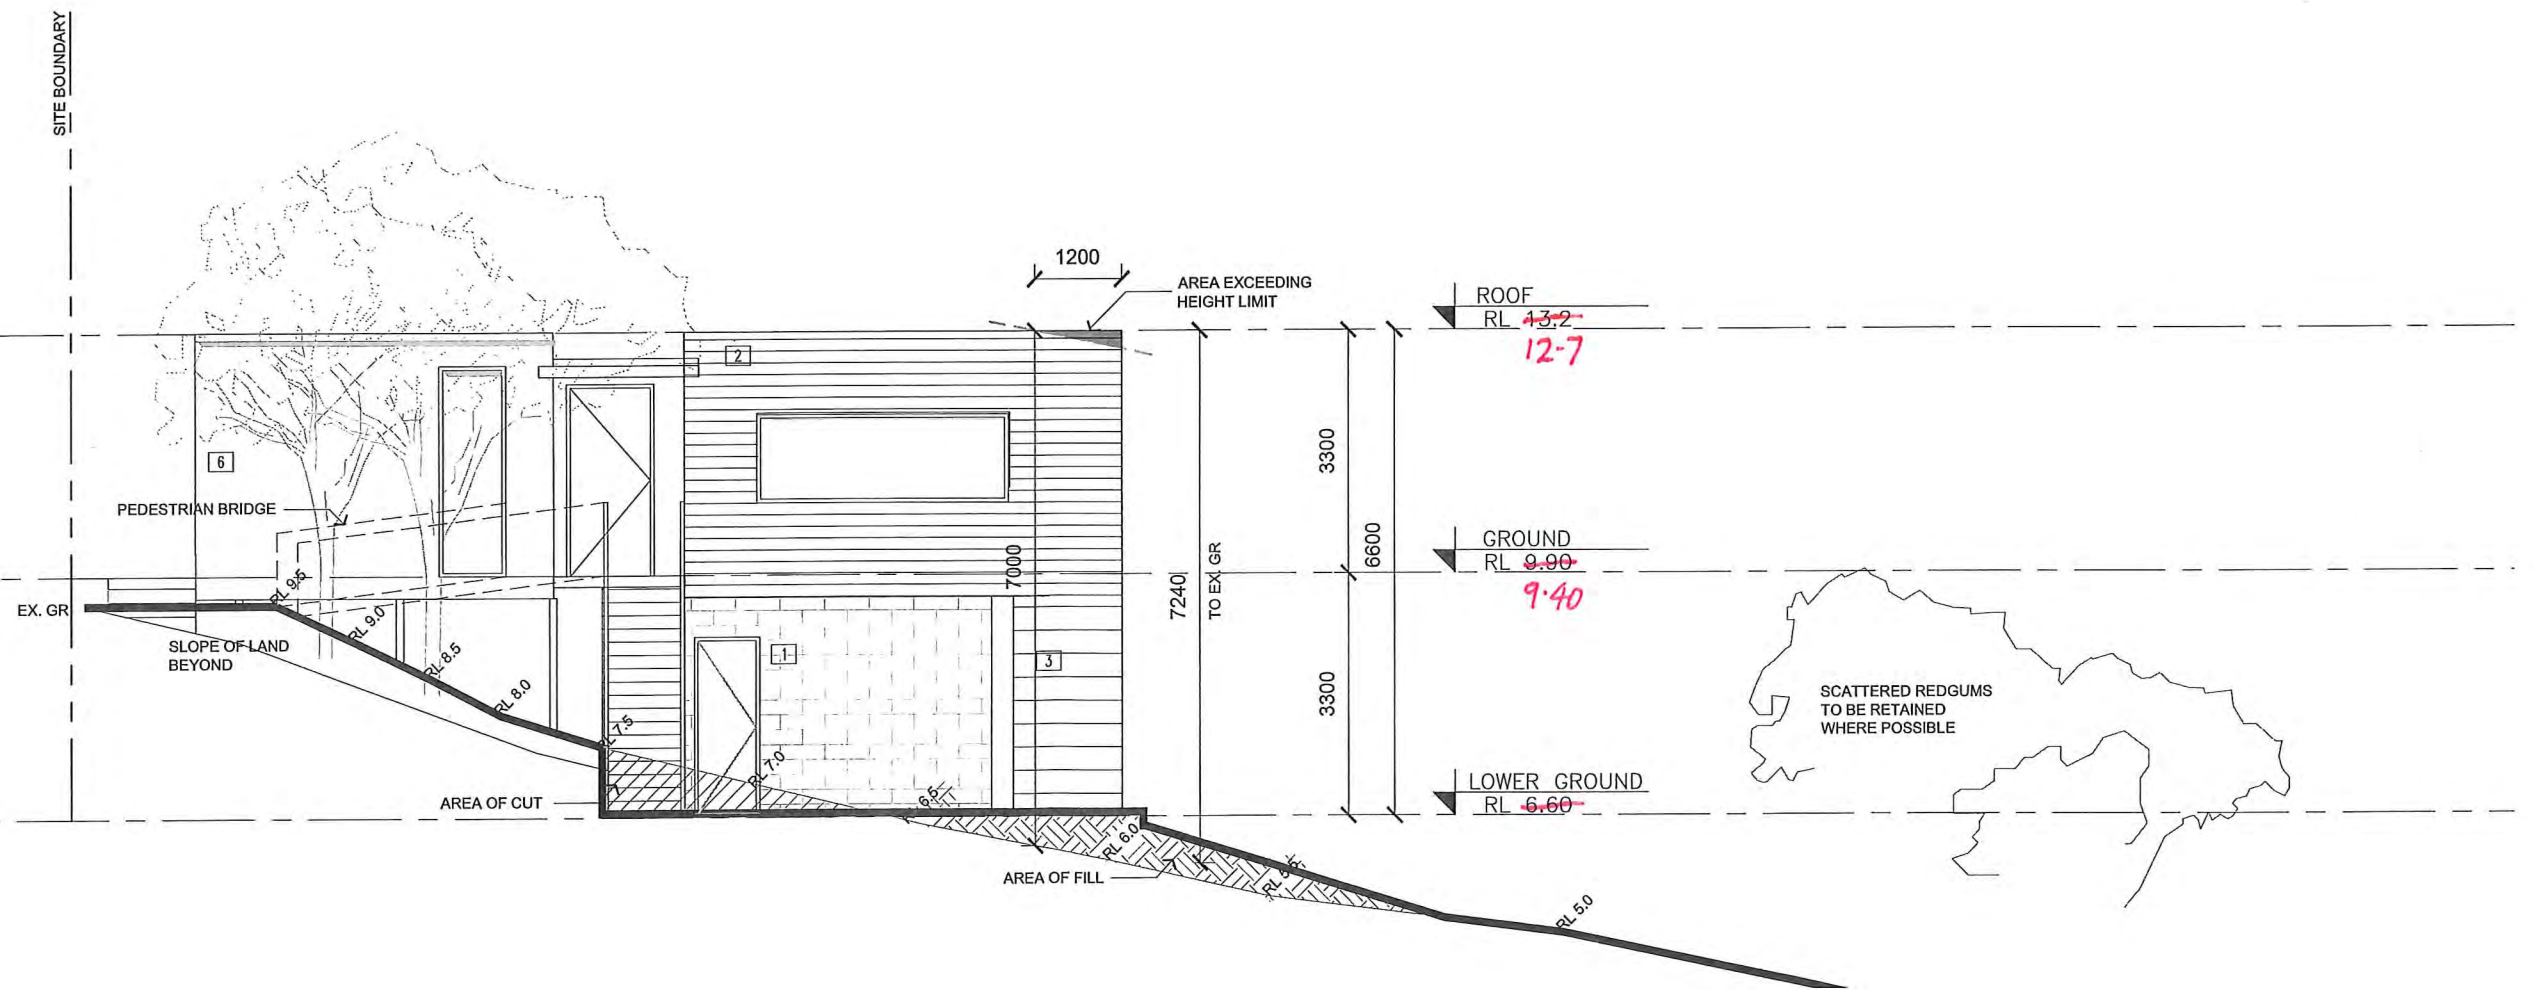 SITE BOUNDARY
1200
AREA EXCEEDING
HEIGHT LIMIT
ROOF
RL 13.2
12-7
2
6
PEDESTRIAN BRIDGE
3300
6600
GROUND
RL 9.90
9.40
7000
7240
TO EX. GR
EX. GR
RL 9.5
RL 9.0
SLOPE OF LAND
BEYOND
RL 8.5
RL 8.0
RL 7.5
RL 7.0
1
3
3300
SCATTERED REDGUMS
TO BE RETAINED
WHERE POSSIBLE
AREA OF CUT
6.5
LOWER GROUND
RL 6.60
RL 6.0
AREA OF FILL
RL 5.5
RL 5.0